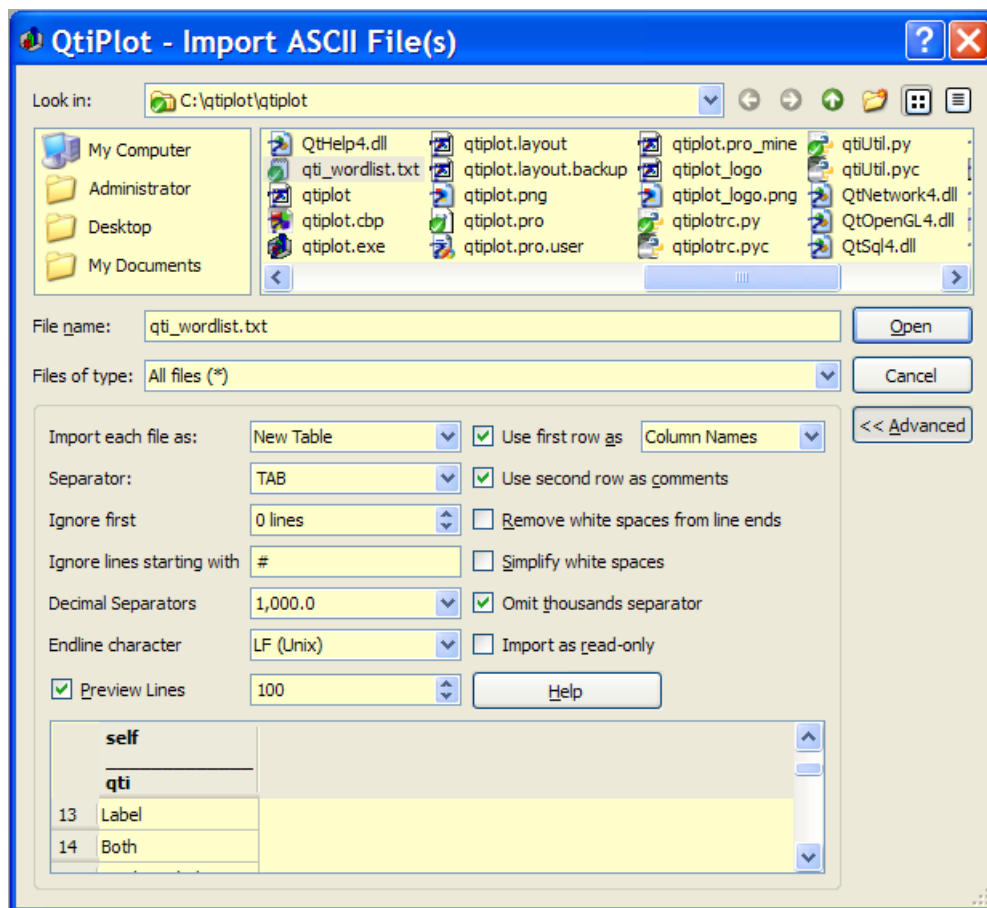 QtiPlot - Import ASCII File(s)
Look in: C:\qtiplot\qtiplot
My Computer
Administrator
Desktop
My Documents
QtHelp4.dll qtiplot.layout qtiplot.pro_mine qtiUtil.py
qti_wordlist.txt qtiplot.layout.backup qtiplot_logo qtiUtil.pyc
qtiplot qtiplot.png qtiplot_logo.png QtNetwork4.dll
qtiplot.cbp qtiplot.pro qtiplotrc.py QtOpenGL4.dll
qtiplot.exe qtiplot.pro.user qtiplotrc.pyc QtSql4.dll
File name: qti_wordlist.txt Open
Files of type: All files (*) Cancel
<< Advanced
Import each file as: New Table Use first row as Column Names
Separator: TAB Use second row as comments
Ignore first 0 lines Remove white spaces from line ends
Ignore lines starting with # Simplify white spaces
Decimal Separators 1,000.0 Omit thousands separator
Endline character LF (Unix) Import as read-only
Preview Lines 100 Help
self
qti
13 Label
14 Both